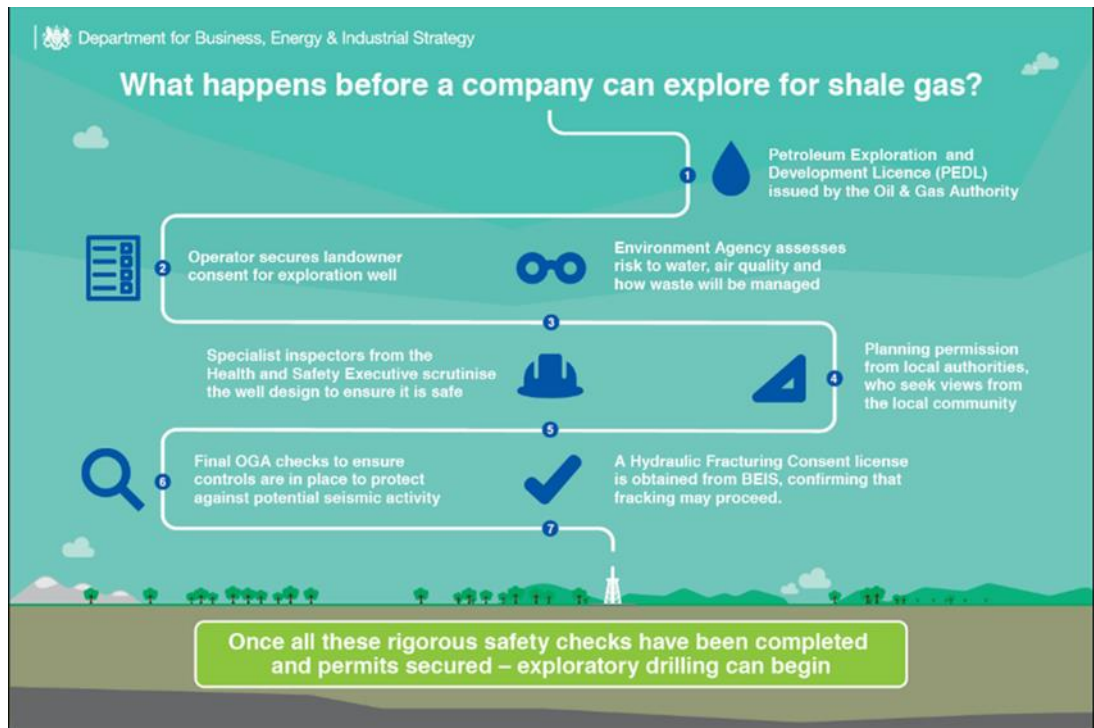 Department for Business, Energy & Industrial Strategy
What happens before a company can explore for shale gas?
1
Petroleum Exploration and
Development Licence (PEDL)
issued by the Oil & Gas Authority
2
Operator secures landowner
consent for exploration well
Environment Agency assesses
risk to water, air quality and
how waste will be managed
3
Planning permission
from local authorities,
who seek views from
the local community
4
Specialist inspectors from the
Health and Safety Executive scrutinise
the well design to ensure it is safe
5
Final OGA checks to ensure
controls are in place to protect
against potential seismic activity
6
A Hydraulic Fracturing Consent license
is obtained from BEIS, confirming that
fracking may proceed.
7
Once all these rigorous safety checks have been completed
and permits secured – exploratory drilling can begin